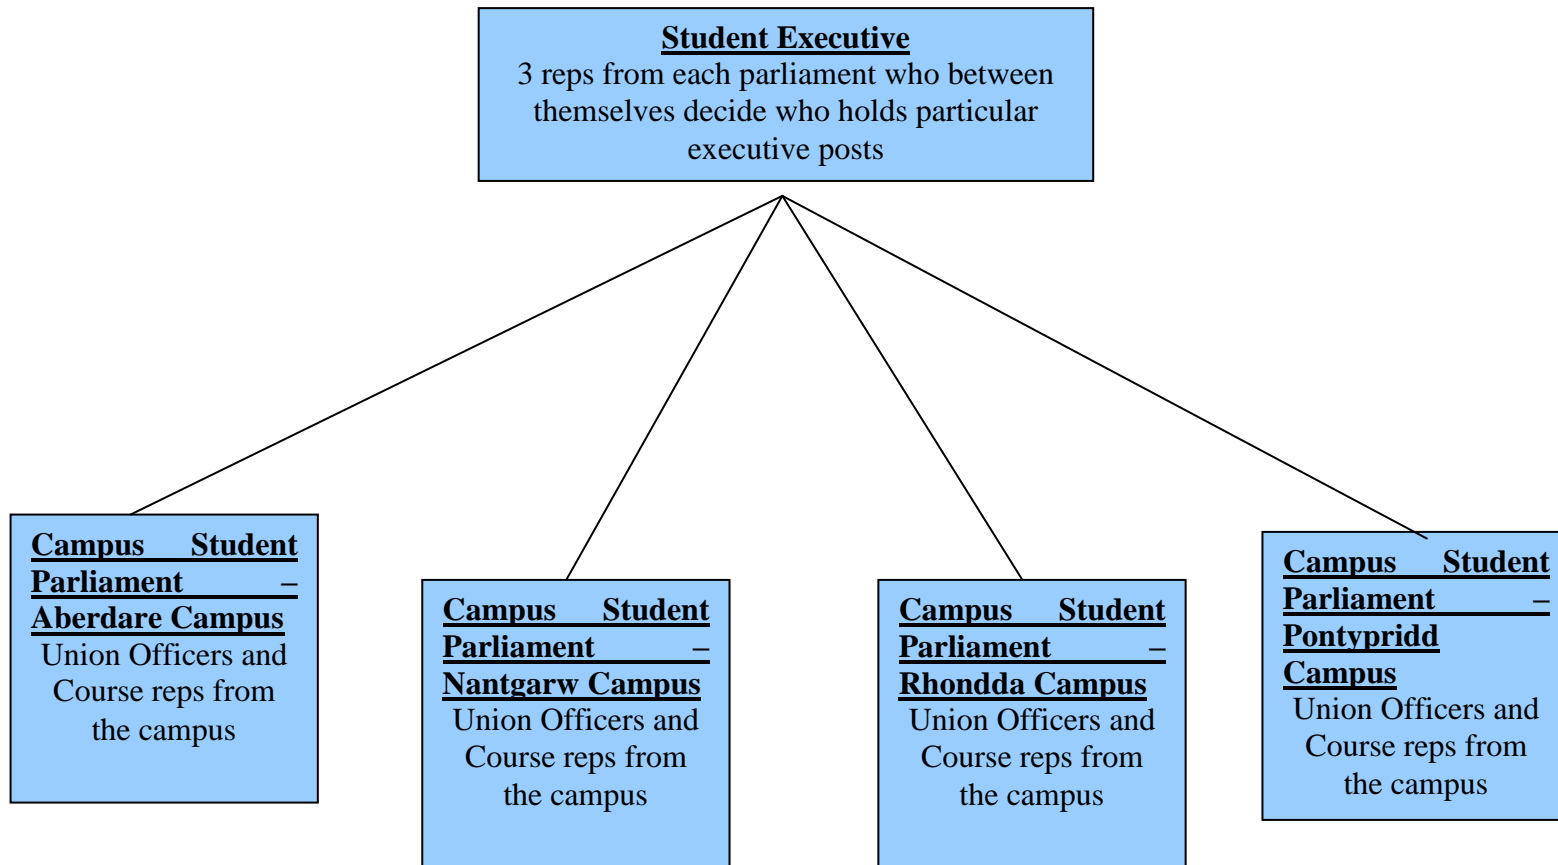 Student Executive
3 reps from each parliament who between
themselves decide who holds particular
executive posts
Campus Student
Parliament –
Aberdare Campus
Union Officers and
Course reps from
the campus
Campus Student
Parliament –
Nantgarw Campus
Union Officers and
Course reps from
the campus
Campus Student
Parliament –
Rhondda Campus
Union Officers and
Course reps from
the campus
Campus Student
Parliament –
Pontypridd
Campus
Union Officers and
Course reps from
the campus